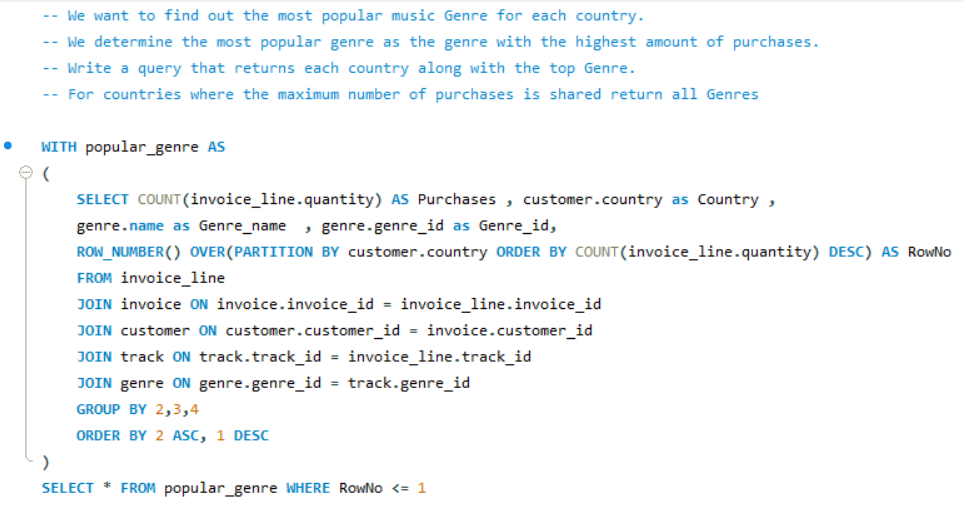 -- We want to find out the most popular music Genre for each country.
-- We determine the most popular genre as the genre with the highest amount of purchases.
-- Write a query that returns each country along with the top Genre.
-- For countries where the maximum number of purchases is shared return all Genres
WITH popular_genre AS
(
SELECT COUNT(invoice_line.quantity) AS Purchases , customer.country as Country ,
genre.name as Genre_name  , genre.genre_id as Genre_id,
ROW_NUMBER() OVER(PARTITION BY customer.country ORDER BY COUNT(invoice_line.quantity) DESC) AS RowNo
FROM invoice_line
JOIN invoice ON invoice.invoice_id = invoice_line.invoice_id
JOIN customer ON customer.customer_id = invoice.customer_id
JOIN track ON track.track_id = invoice_line.track_id
JOIN genre ON genre.genre_id = track.genre_id
GROUP BY 2,3,4
ORDER BY 2 ASC, 1 DESC
)
SELECT * FROM popular_genre WHERE RowNo <= 1